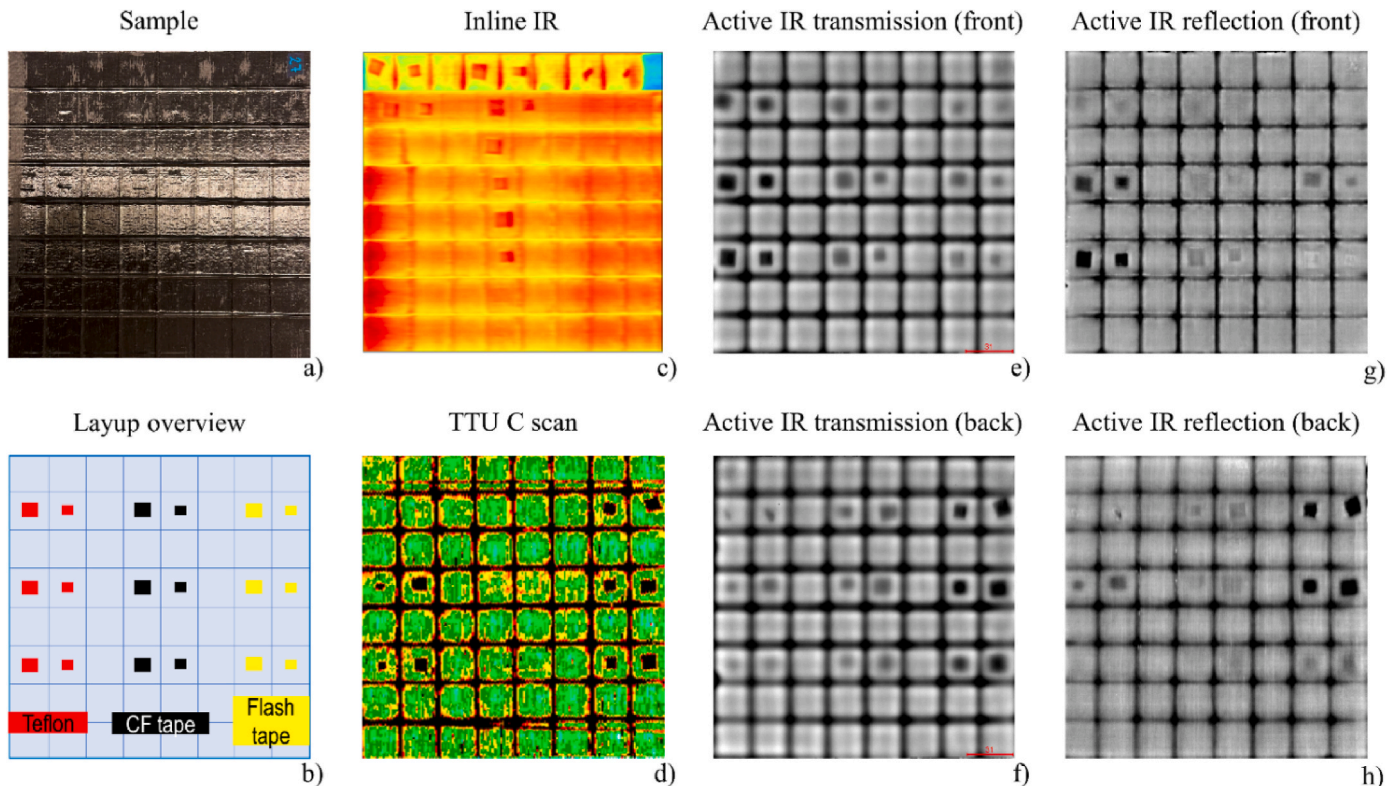 Sample
Inline IR
Active IR transmission (front)
Active IR reflection (front)
a)
c)
e)
g)
Layup overview
TTU C scan
Active IR transmission (back)
Active IR reflection (back)
Teflon
CF tape
Flash
tape
b)
d)
f)
h)